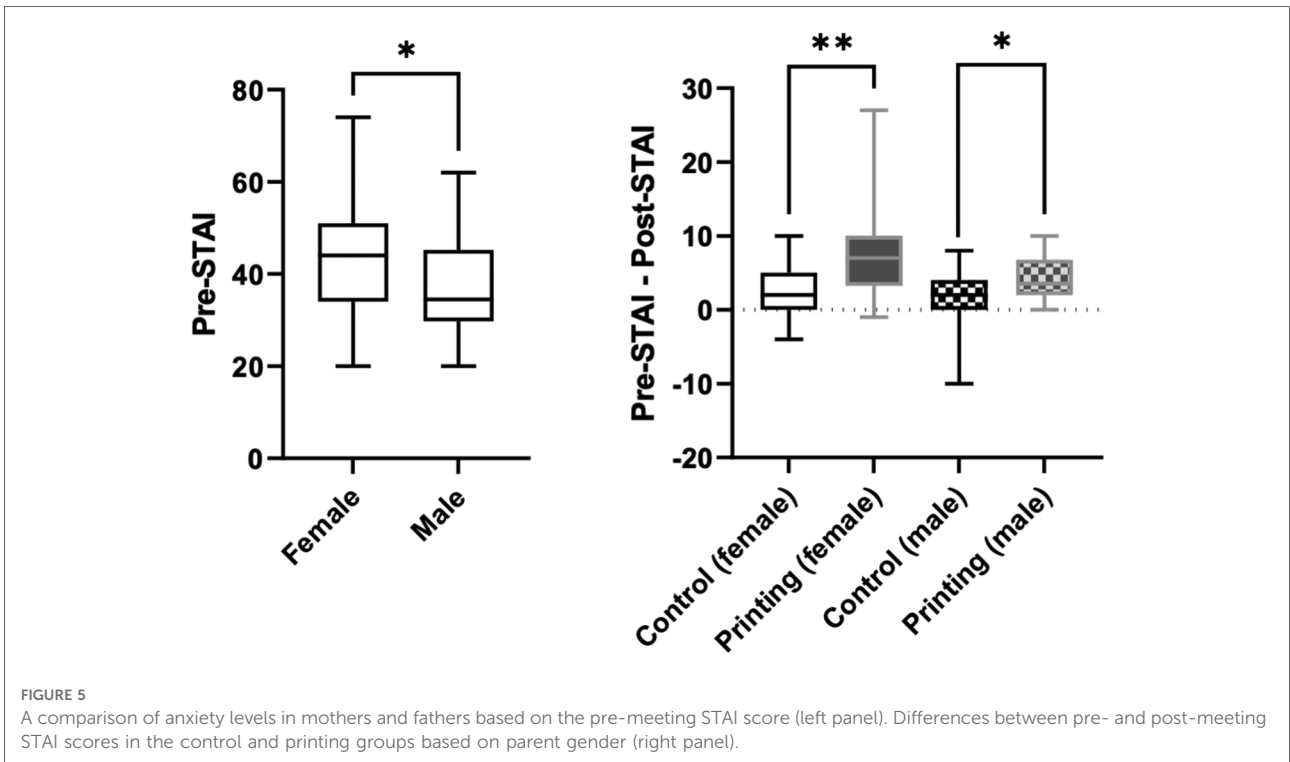 *
80
60
40
20
0
Pre-STAI
Female
Male
**
*
30
20
10
0
-10
-20
Pre-STAI - Post-STAI
Control (female)
Printing (female)
Control (male)
Printing (male)
FIGURE 5
A comparison of anxiety levels in mothers and fathers based on the pre-meeting STAI score (left panel). Differences between pre- and post-meeting
STAI scores in the control and printing groups based on parent gender (right panel).